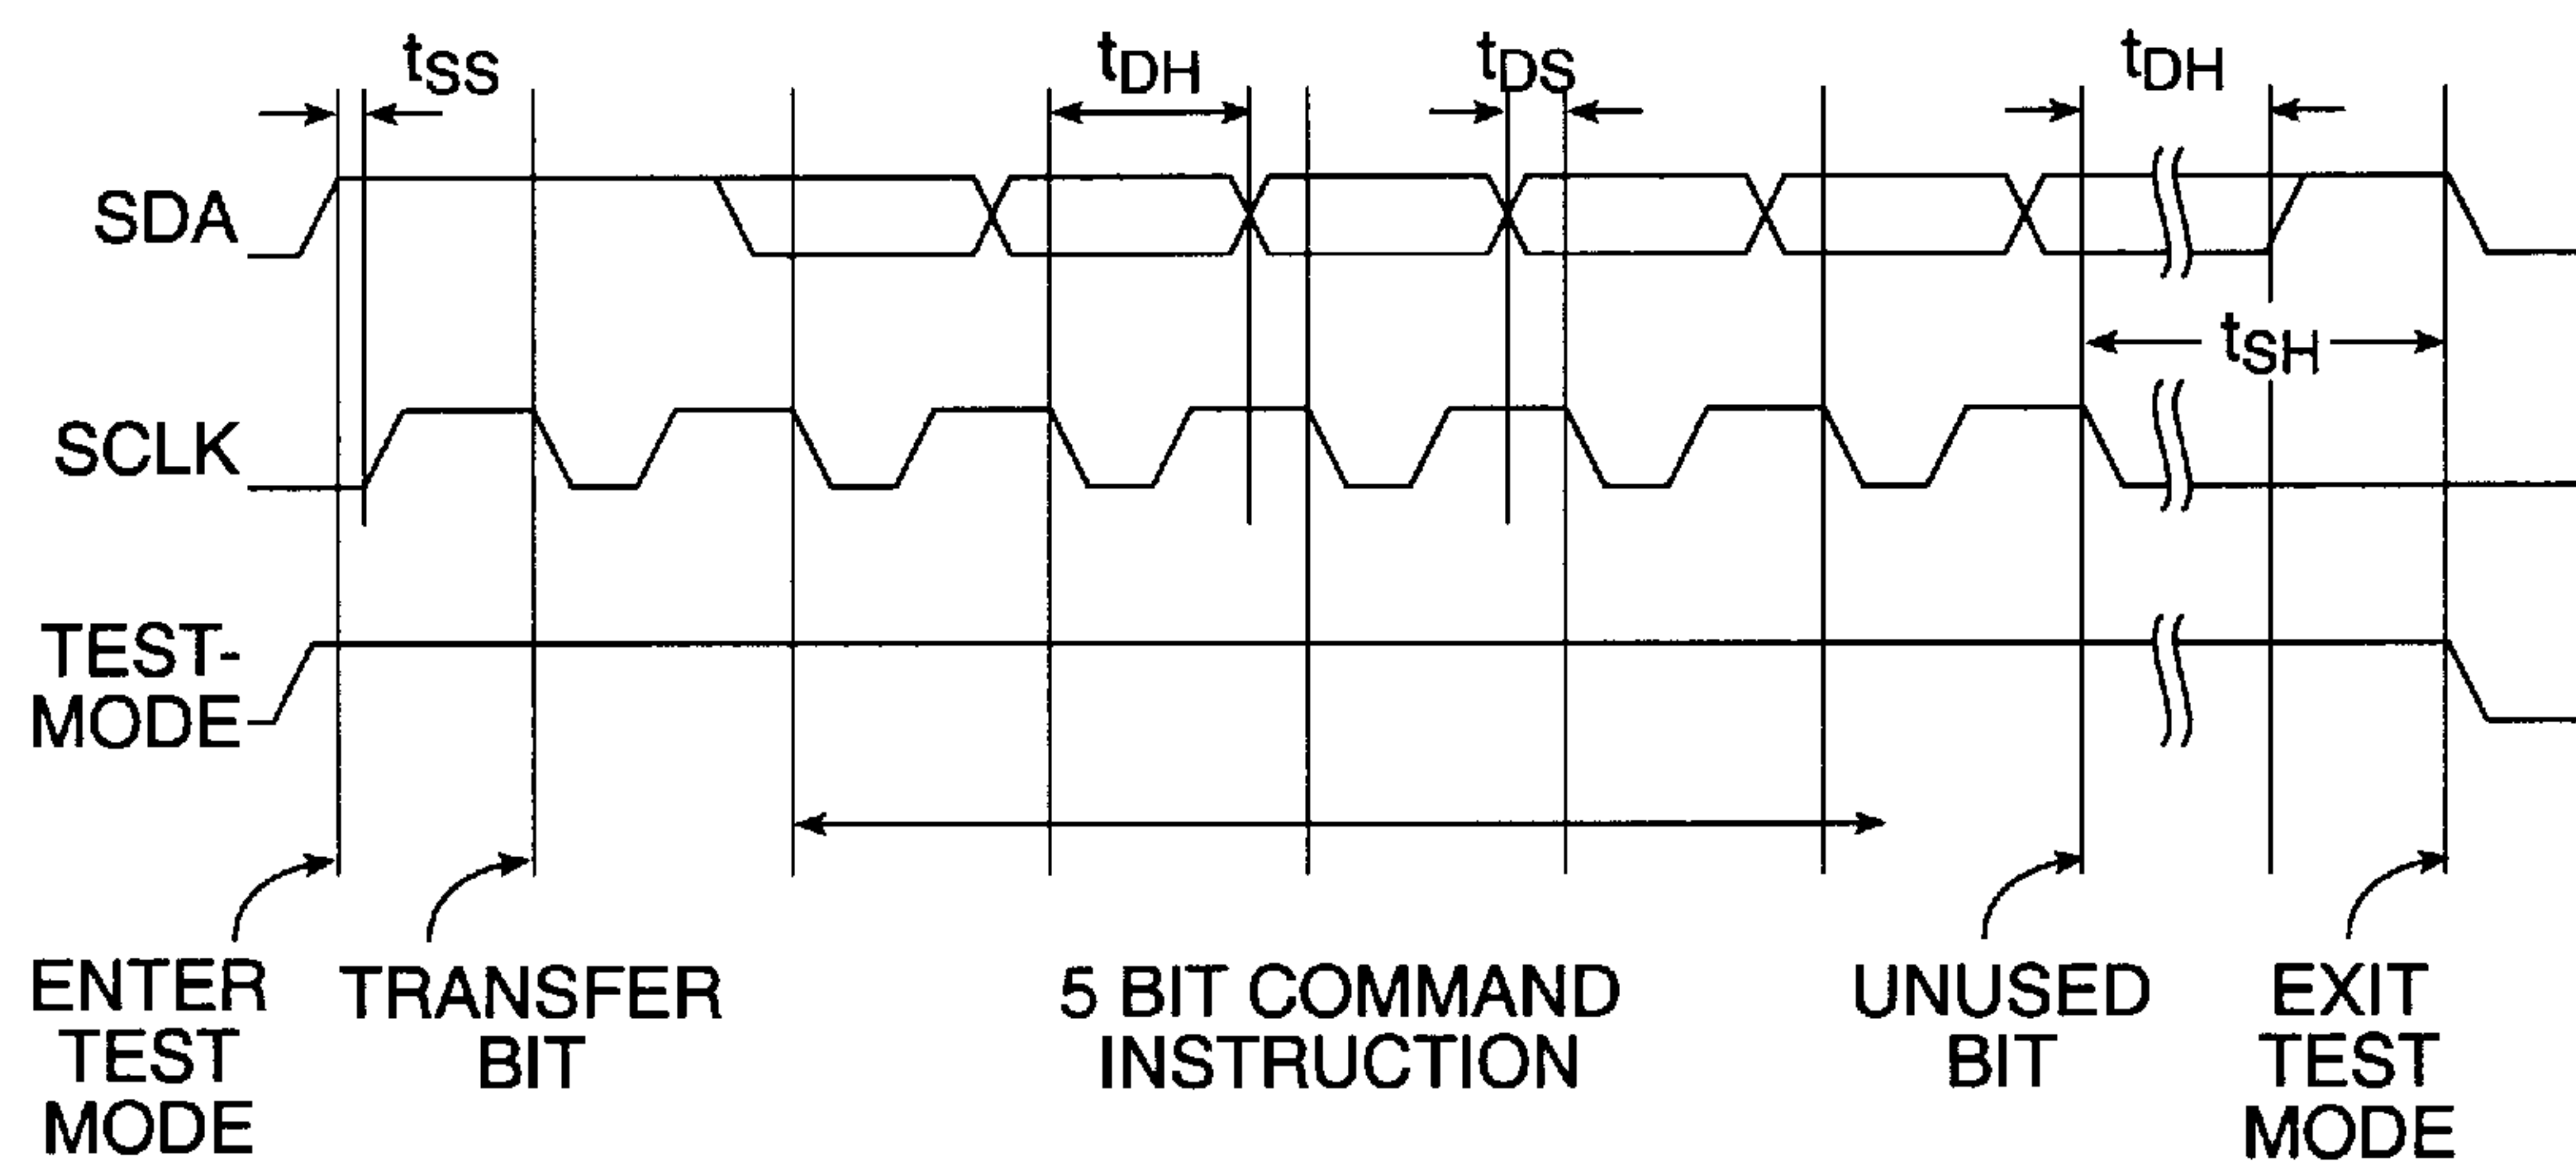 tSS
tDH
tDS
tDH
SDA
tSH
SCLK
TEST-
MODE
ENTER
TEST
MODE
TRANSFER
BIT
5 BIT COMMAND
INSTRUCTION
UNUSED
BIT
EXIT
TEST
MODE